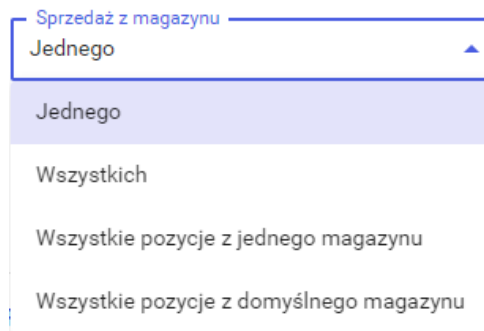 Sprzedaż z magazynu
Jednego
Jednego
Wszystkich
Wszystkie pozycje z jednego magazynu
Wszystkie pozycje z domyślnego magazynu